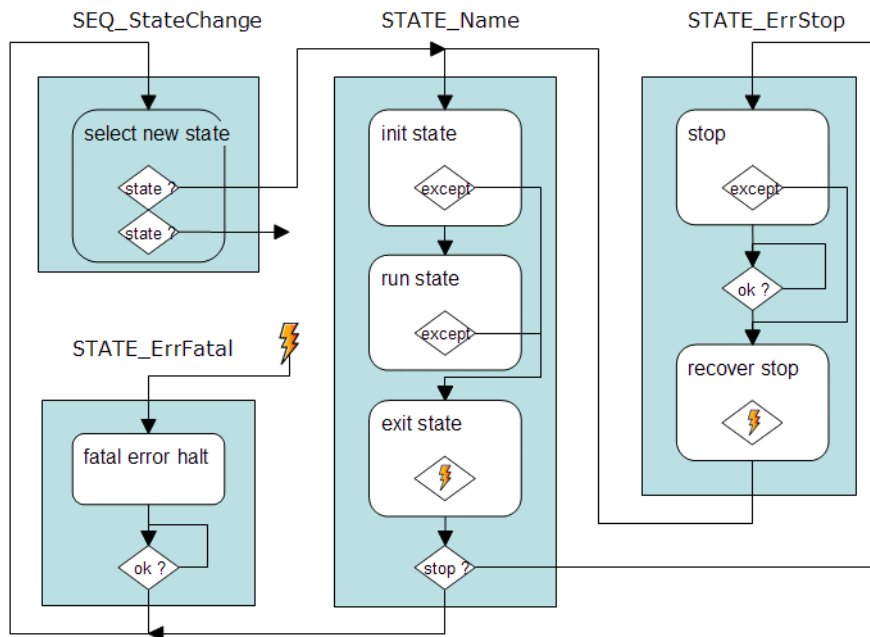 SEQ_StateChange
select new state
state ?
state ?
STATE_ErrFatal
fatal error halt
ok ?
STATE_Name
init state
except
run state
except
exit state
stop ?
STATE_ErrStop
stop
except
ok ?
recover stop